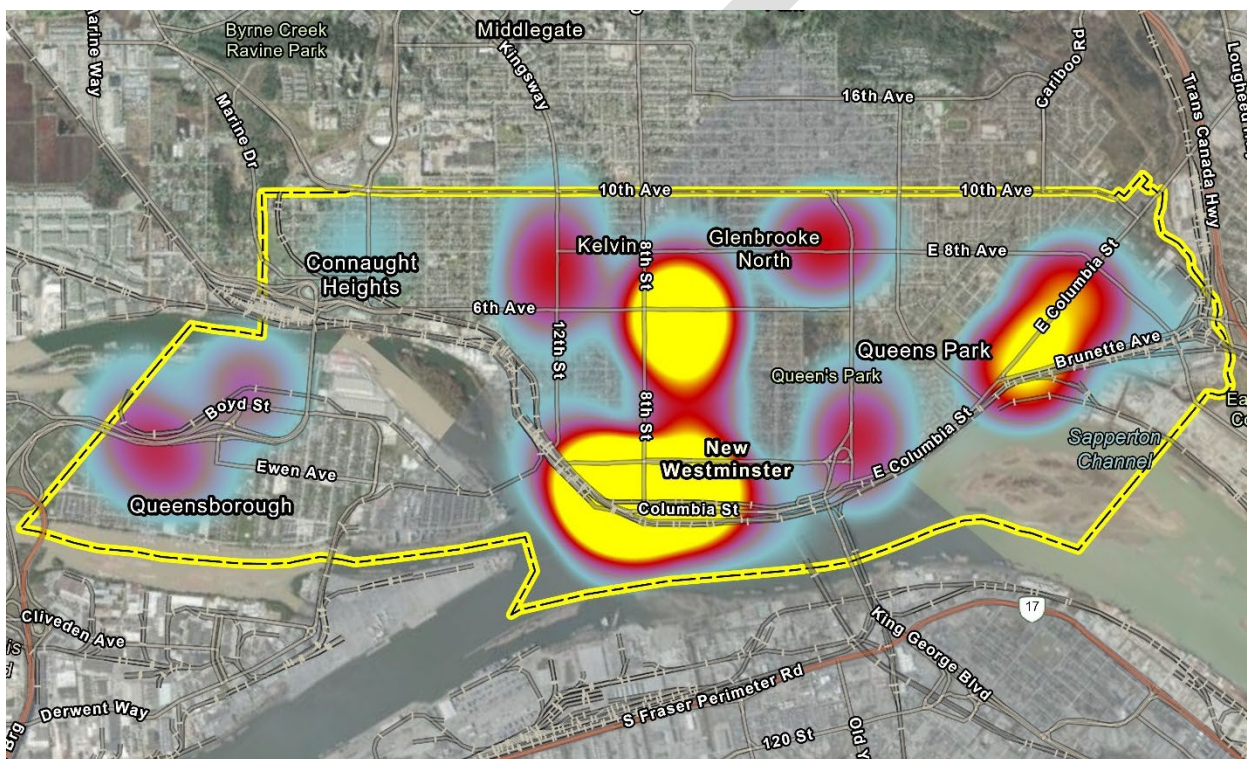 Byrne Creek
Ravine Park
Middlegate
Marine Way
Kingsway
Cariboo Rd
Trans Canada Hwy
16th Ave
Marine Dr
10th Ave
10th Ave
Kelvin
8th St
Glenbrooke
North
E 8th Ave
Connaught
Heights
6th Ave
12th St
E Columbia St
Brunette Ave
Queens Park
Queen's Park
Boyd St
8th St
Ewen Ave
New
Westminster
E Columbia St
Sapperton
Channel
Queensborough
Columbia St
Cliveden Ave
17
King George Blvd
Derwent Way
S Fraser Perimeter Rd
120 St
Brg